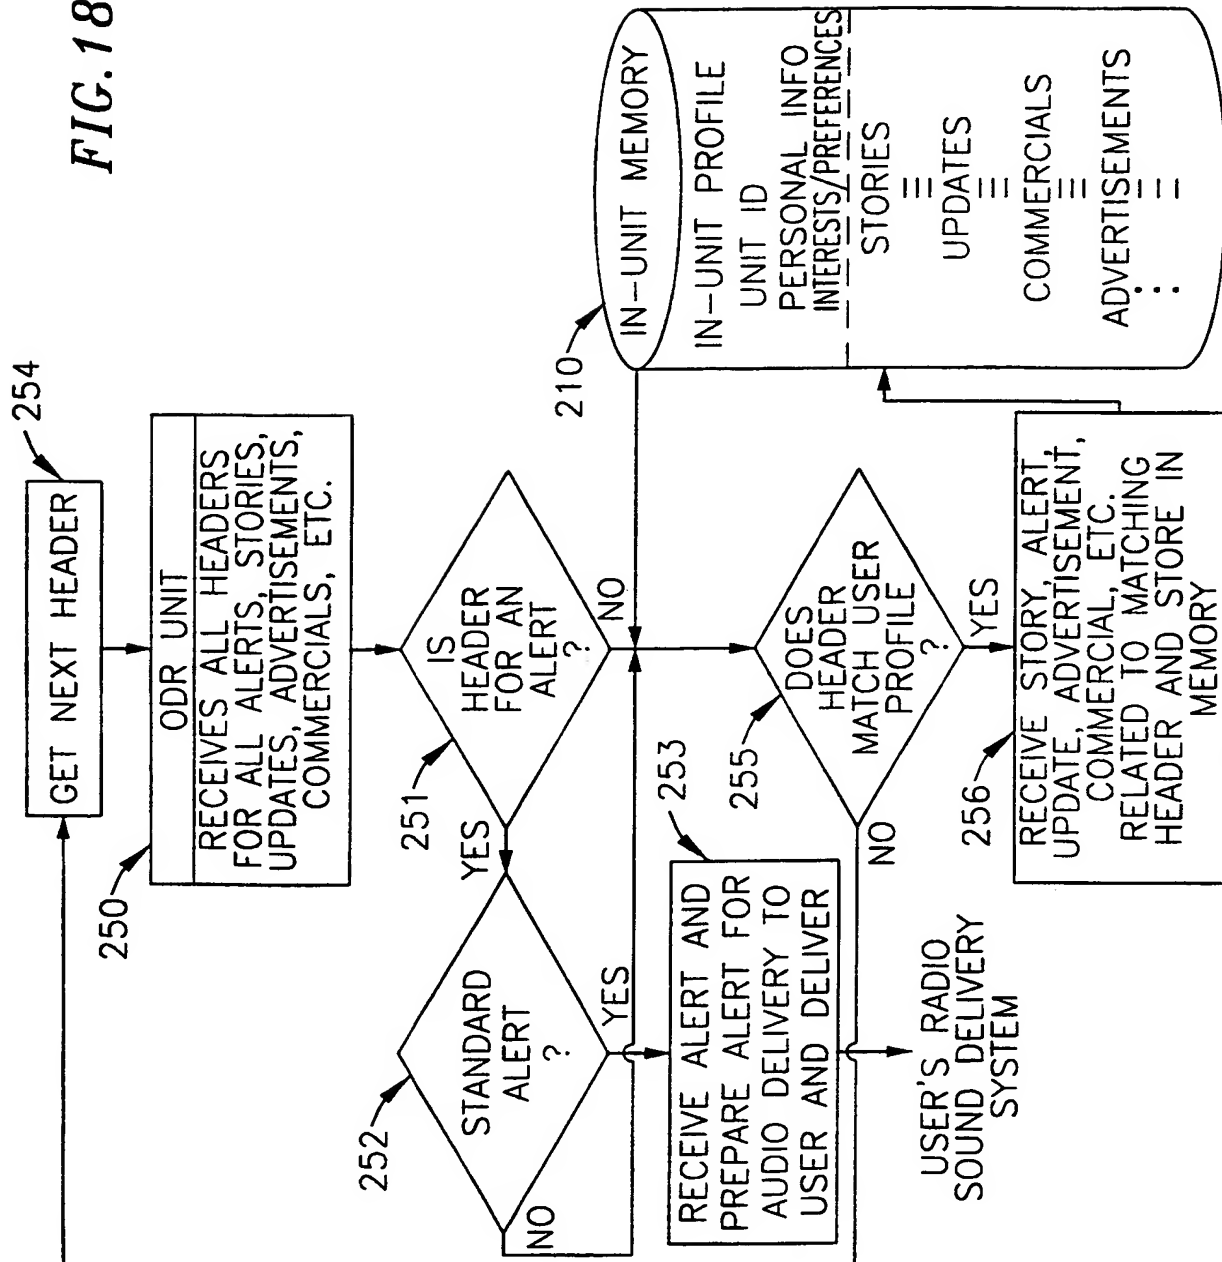 FIG. 18
254
GET NEXT HEADER
250
ODR UNIT
RECEIVES ALL HEADERS
FOR ALL ALERTS, STORIES,
UPDATES, ADVERTISEMENTS,
COMMERCIALS, ETC.
251
IS
HEADER
FOR AN
ALERT
?
YES
NO
252
STANDARD
ALERT
?
NO
YES
253
RECEIVE ALERT AND
PREPARE ALERT FOR
AUDIO DELIVERY TO
USER AND DELIVER
USER'S RADIO
SOUND DELIVERY
SYSTEM
255
DOES
HEADER
MATCH USER
PROFILE
?
NO
YES
256
RECEIVE STORY, ALERT,
UPDATE, ADVERTISEMENT,
COMMERCIAL, ETC.
RELATED TO MATCHING
HEADER AND STORE IN
MEMORY
210
IN-UNIT MEMORY
IN-UNIT PROFILE
UNIT ID
PERSONAL INFO
INTERESTS/PREFERENCES
STORIES
UPDATES
COMMERCIALS
ADVERTISEMENTS